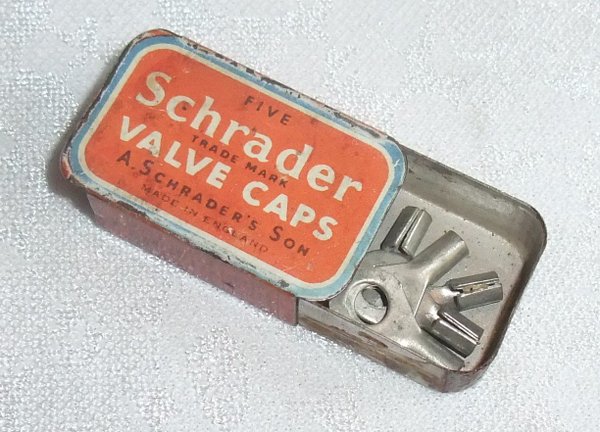 FIVE
Schrader
TRADE MARK
VALVE CAPS
A. SCHRADER'S SON
MADE IN ENGLAND